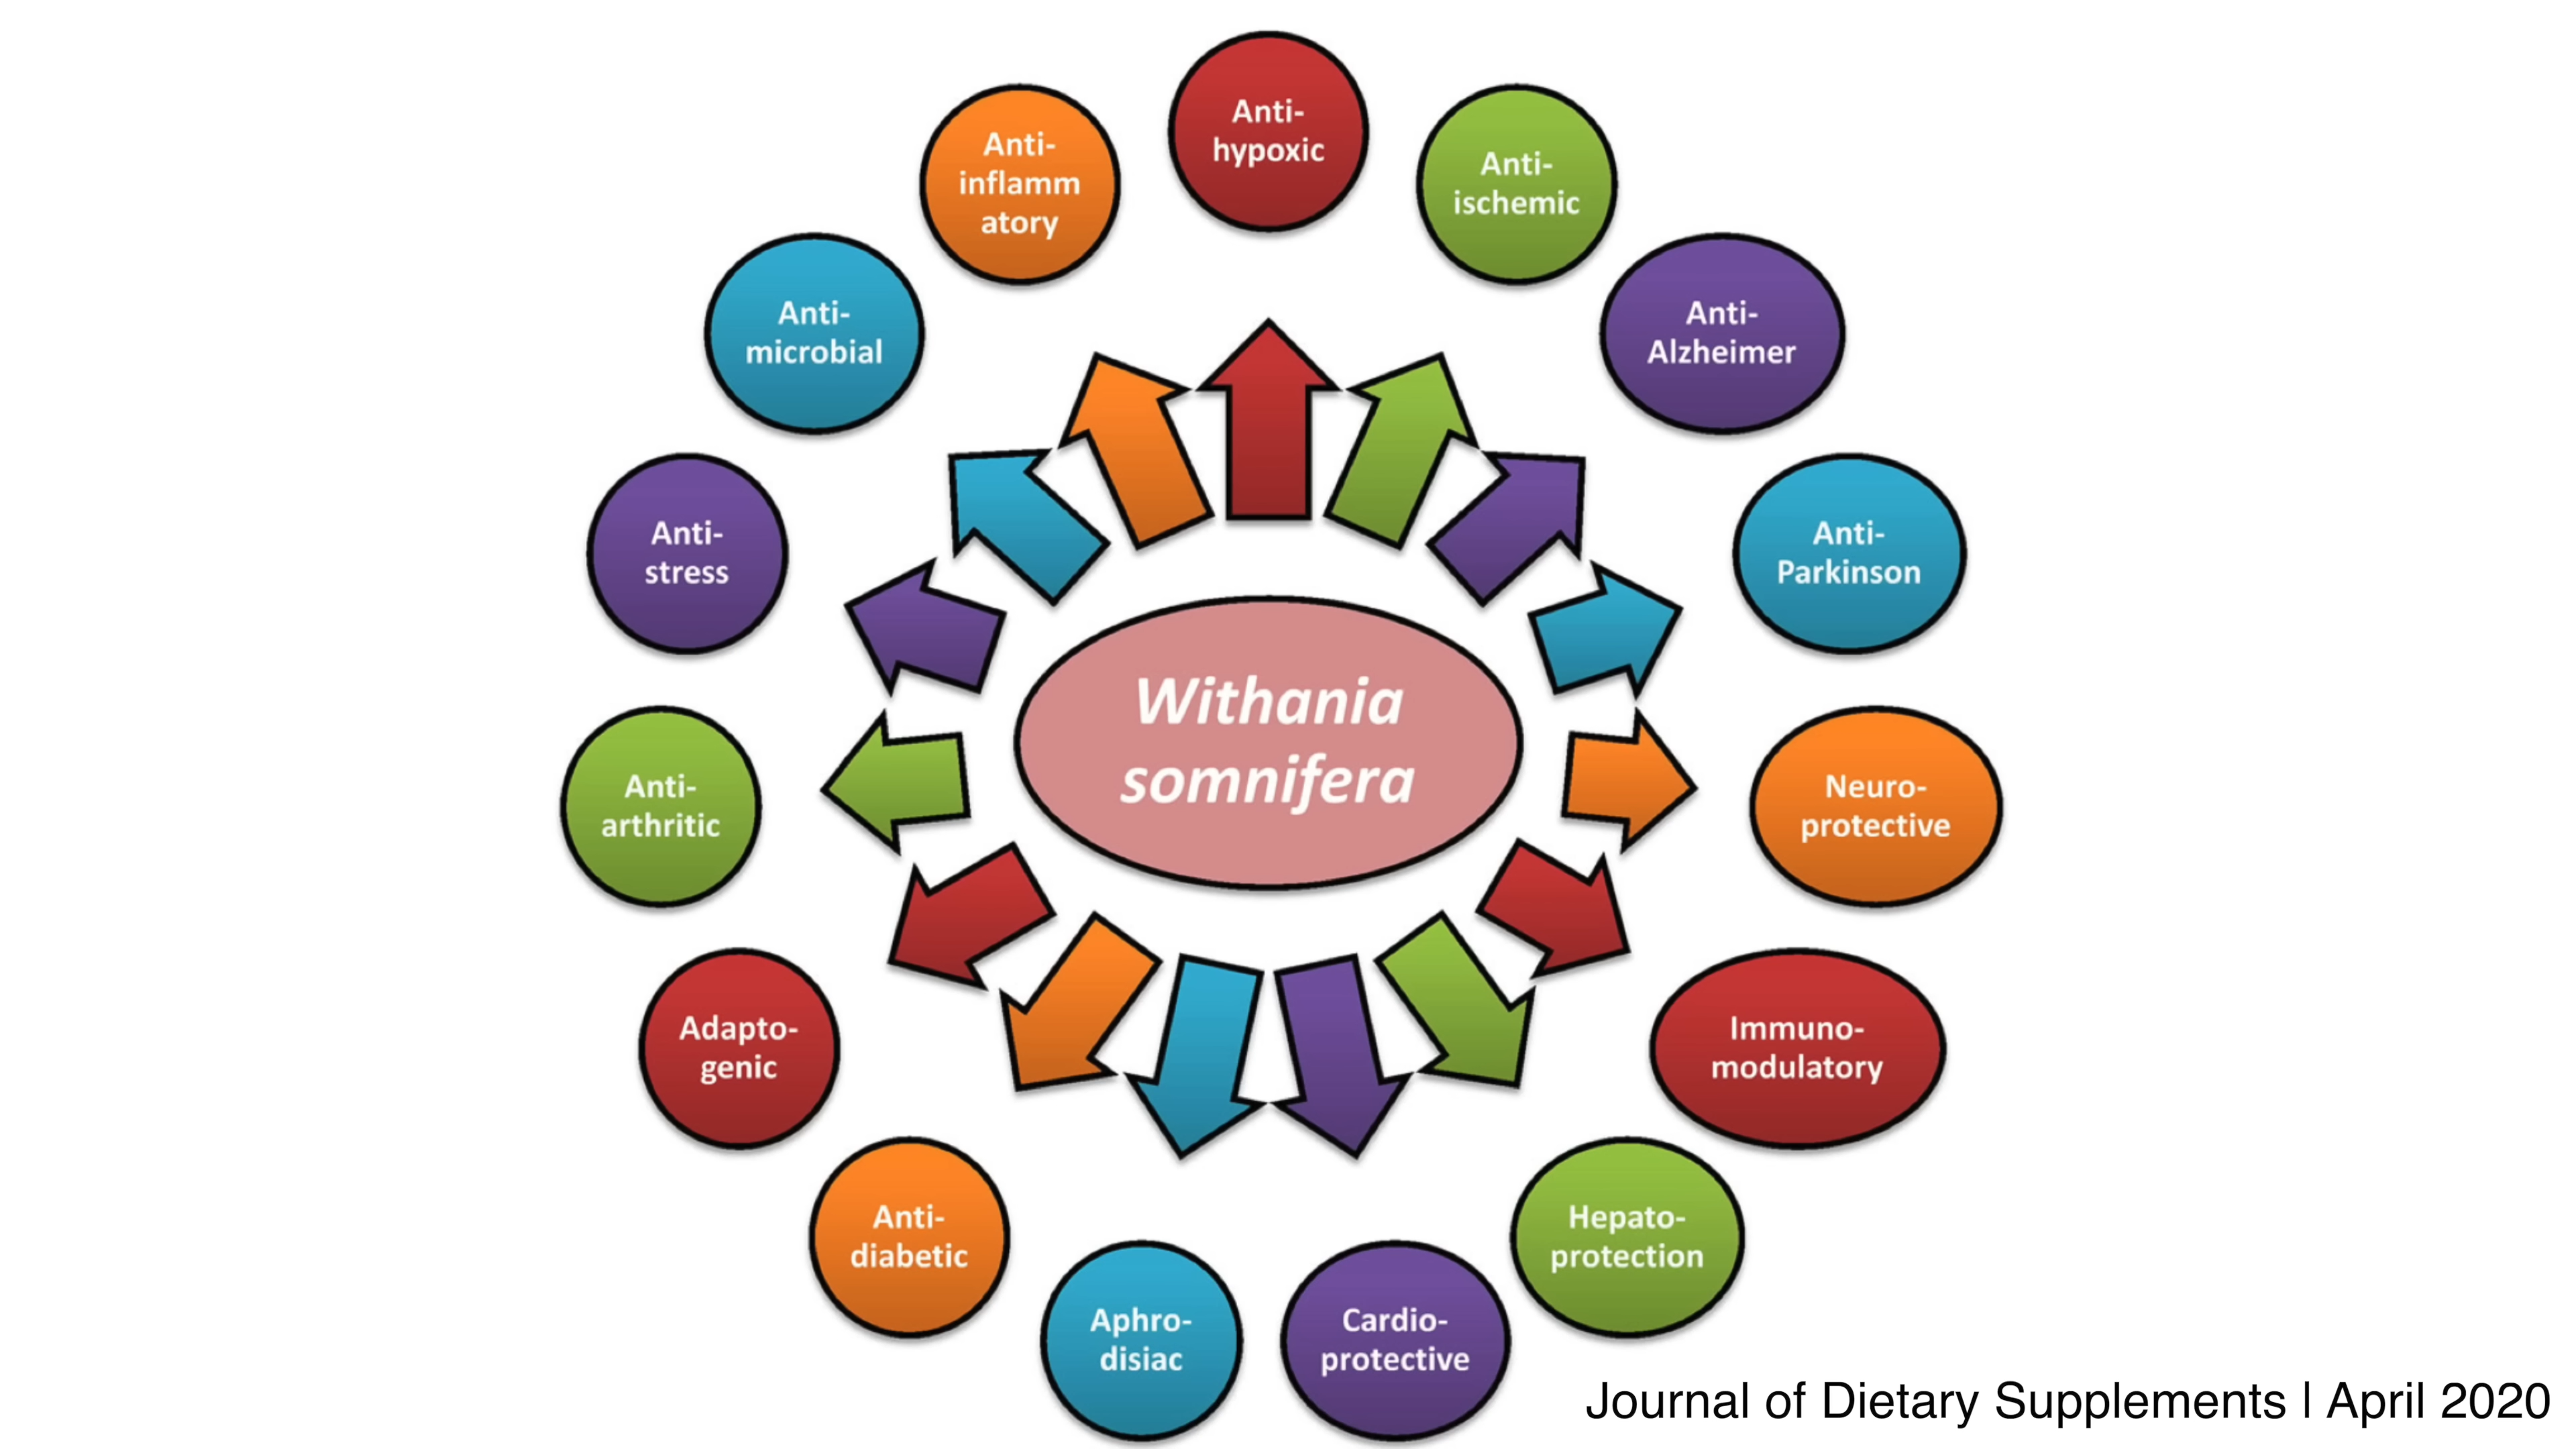 Anti-
hypoxic
Anti-
ischemic
Anti-
Alzheimer
Anti-
Parkinson
Neuro-
protective
Immuno-
modulatory
Hepato-
protection
Cardio-
protective
Aphro-
disiac
Anti-
diabetic
Adapto-
genic
Anti-
arthritic
Anti-
stress
Anti-
microbial
Anti-
inflamm
atory
Withania
somnifera
Journal of Dietary Supplements | April 2020